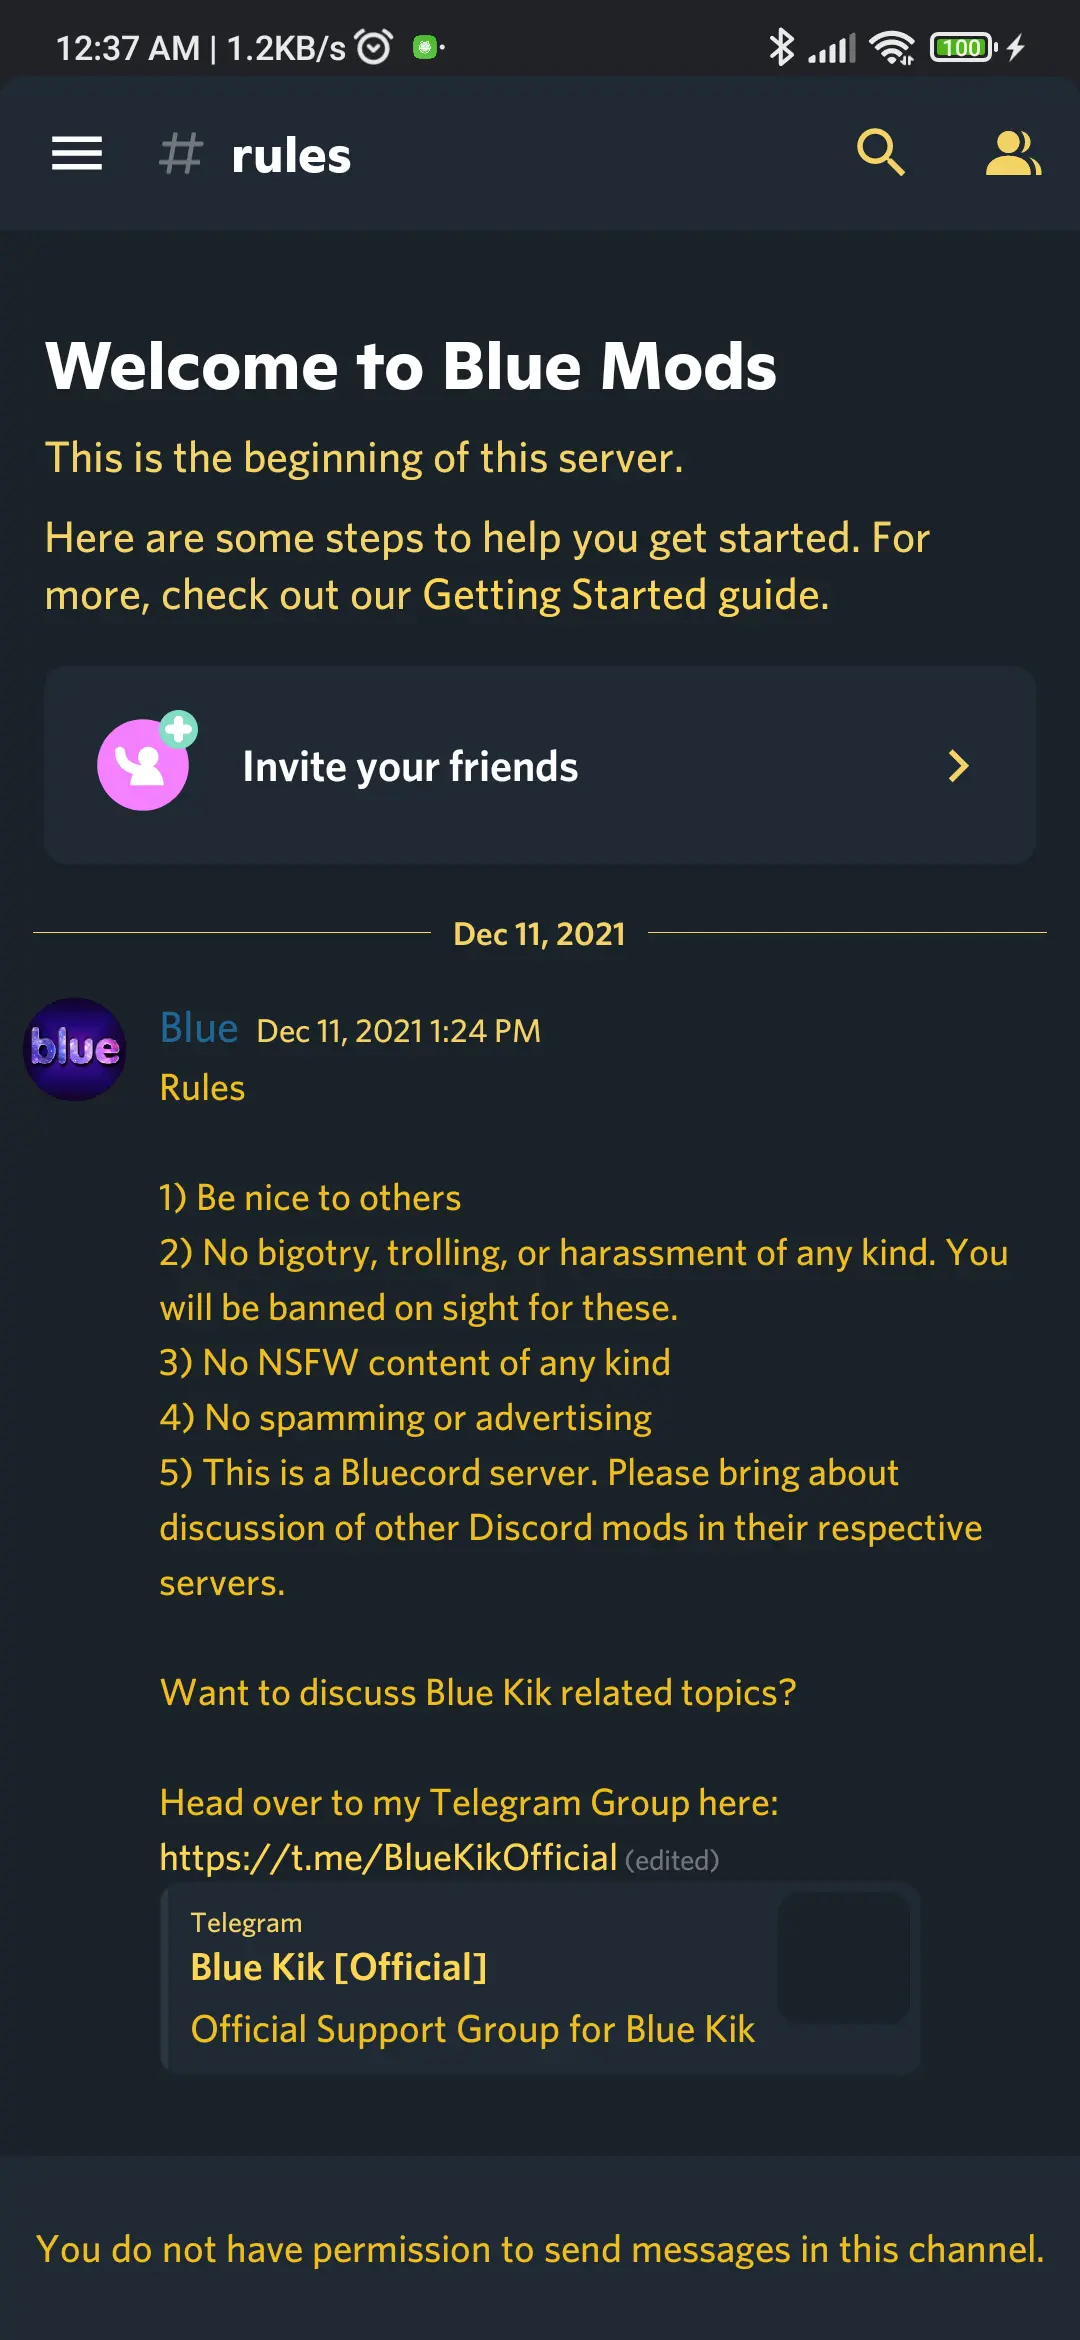 12:37 AM | 1.2KB/s
100
# rules
Welcome to Blue Mods
This is the beginning of this server.
Here are some steps to help you get started. For
more, check out our Getting Started guide.
Invite your friends
Dec 11, 2021
blue
Blue Dec 11, 2021 1:24 PM
Rules
1) Be nice to others
2) No bigotry, trolling, or harassment of any kind. You
will be banned on sight for these.
3) No NSFW content of any kind
4) No spamming or advertising
5) This is a Bluecord server. Please bring about
discussion of other Discord mods in their respective
servers.
Want to discuss Blue Kik related topics?
Head over to my Telegram Group here:
https://t.me/BlueKikOfficial (edited)
Telegram
Blue Kik [Official]
Official Support Group for Blue Kik
You do not have permission to send messages in this channel.